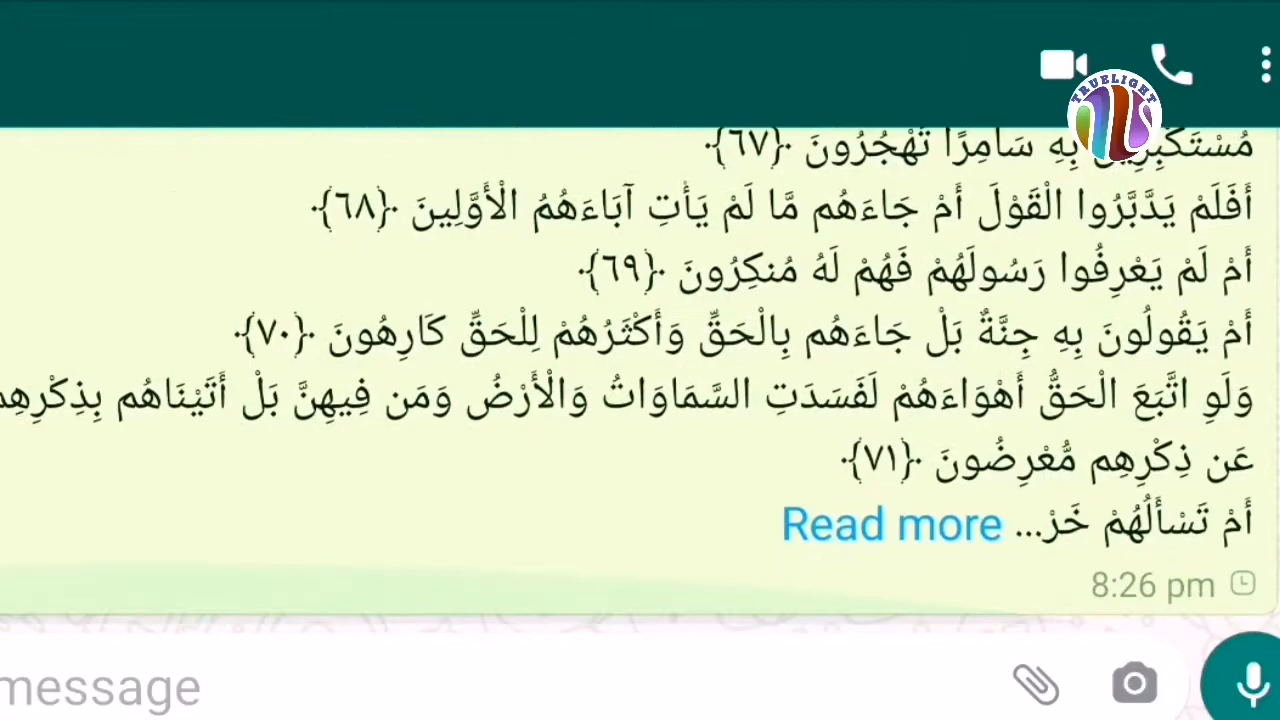 TRUELIGHT
مُسْتَكْبِرِينَ بِهِ سَامِرًا تَهْجُرُونَ ﴿٦٧﴾
أَفَلَمْ يَدَّبَّرُوا الْقَوْلَ أَمْ جَاءَهُم مَّا لَمْ يَأْتِ آبَاءَهُمُ الْأَوَّلِينَ ﴿٦٨﴾
أَمْ لَمْ يَعْرِفُوا رَسُولَهُمْ فَهُمْ لَهُ مُنكِرُونَ ﴿٦٩﴾
أَمْ يَقُولُونَ بِهِ جِنَّةٌ بَلْ جَاءَهُم بِالْحَقِّ وَأَكْثَرُهُمْ لِلْحَقِّ كَارِهُونَ ﴿٧٠﴾
وَلَوِ اتَّبَعَ الْحَقُّ أَهْوَاءَهُمْ لَفَسَدَتِ السَّمَاوَاتُ وَالْأَرْضُ وَمَن فِيهِنَّ بَلْ أَتَيْنَاهُم بِذِكْرِهِم
عَن ذِكْرِهِم مُّعْرِضُونَ ﴿٧١﴾
أَمْ تَسْأَلُهُمْ خَرْ... Read more
8:26 pm
message